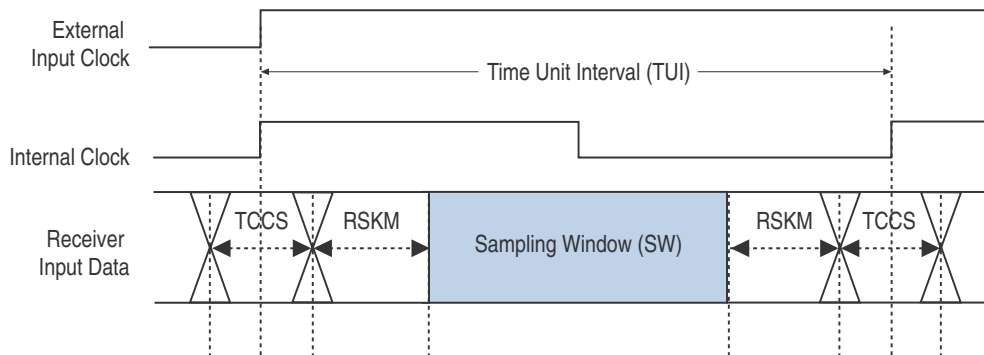 External
Input Clock
Time Unit Interval (TUI)
Internal Clock
Receiver
Input Data
TCCS
RSKM
Sampling Window (SW)
RSKM
TCCS